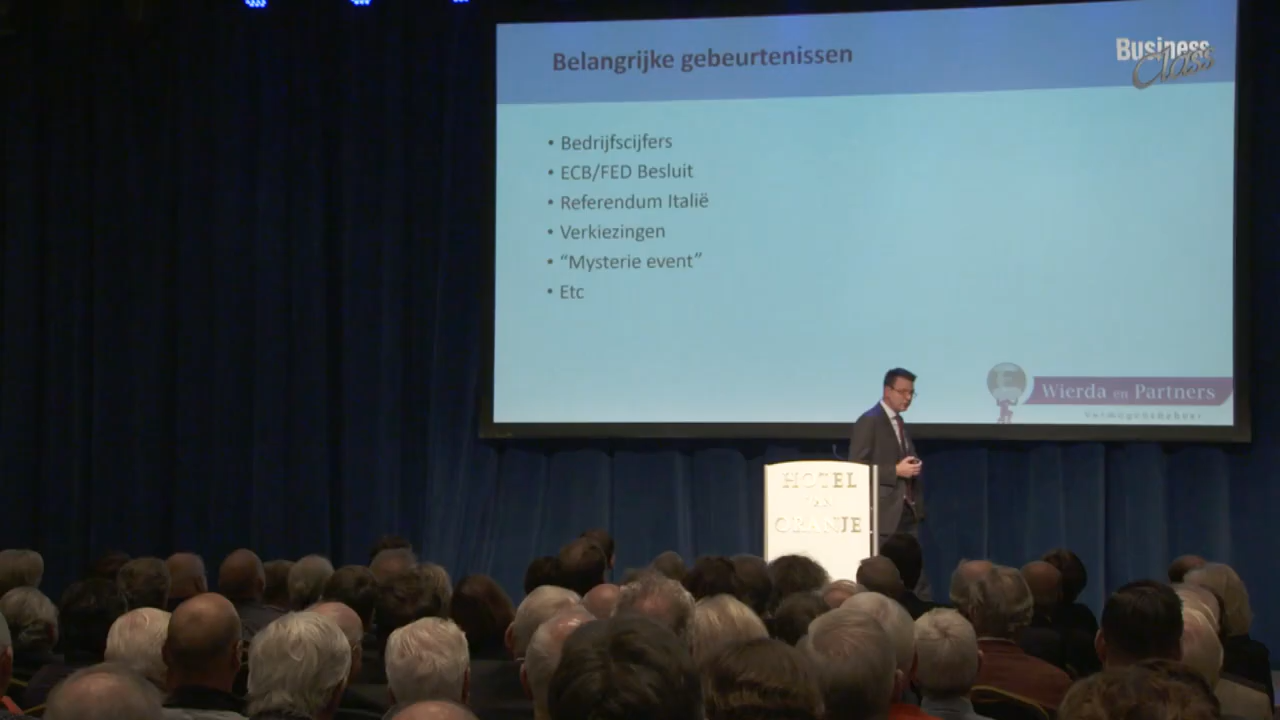 Belangrijke gebeurtenissen
Business
Class
• Bedrijfscijfers
• ECB/FED Besluit
• Referendum Italië
• Verkiezingen
• “Mysterie event”
• Etc
Wierda en Partners
Vermogensbeheer
HOTEL
VAN
ORANJE